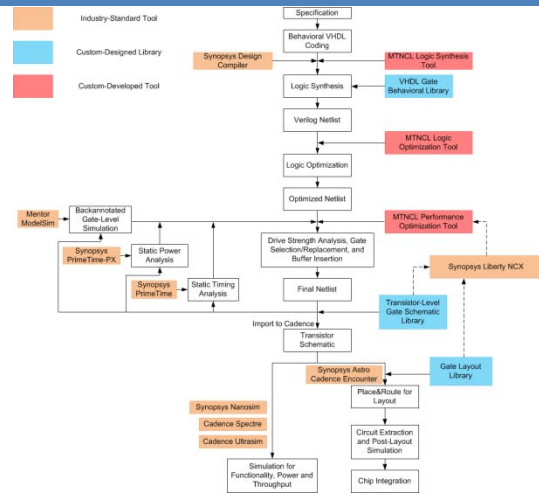 Industry-Standard Tool
Custom-Designed Library
Custom-Developed Tool
Specification
Behavioral VHDL
Coding
Synopsys Design
Compiler
MTNCL Logic Synthesis
Tool
Logic Synthesis
VHDL Gate
Behavioral Library
Verilog Netlist
MTNCL Logic
Optimization Tool
Logic Optimization
Optimized Netlist
Mentor
ModelSim
Backannotated
Gate-Level
Simulation
MTNCL Performance
Optimization Tool
Synopsys
PrimeTime-PX
Static Power
Analysis
Drive Strength Analysis, Gate
Selection/Replacement, and
Buffer Insertion
Synopsys Liberty NCX
Synopsys
PrimeTime
Static Timing
Analysis
Final Netlist
Transistor-Level
Gate Schematic
Library
Import to Cadence
Transistor
Schematic
Gate Layout
Library
Synopsys Astro
Cadence Encounter
Place&Route for
Layout
Synopsys Nanosim
Cadence Spectre
Cadence Ultrasim
Circuit Extraction
and Post-Layout
Simulation
Simulation for
Functionality, Power and
Throughput
Chip Integration